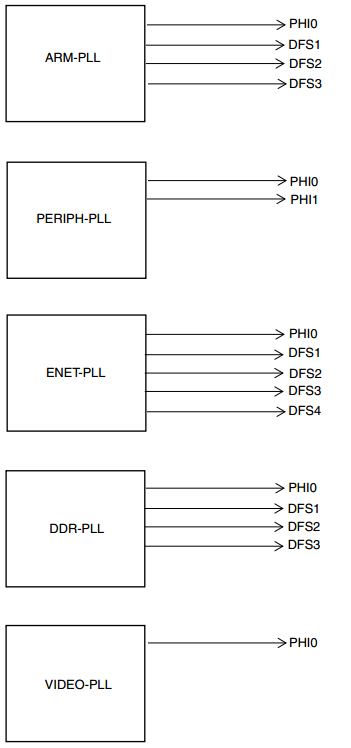 PHI0
DFS1
ARM-PLL
DFS2
DFS3
PHI0
PHI1
PERIPH-PLL
PHI0
DFS1
ENET-PLL
DFS2
DFS3
DFS4
PHI0
DFS1
DDR-PLL
DFS2
DFS3
PHI0
VIDEO-PLL